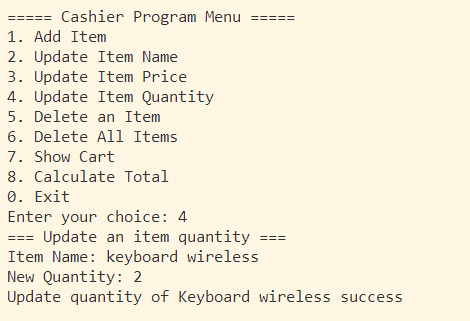 ===== Cashier Program Menu =====
1. Add Item
2. Update Item Name
3. Update Item Price
4. Update Item Quantity
5. Delete an Item
6. Delete All Items
7. Show Cart
8. Calculate Total
0. Exit
Enter your choice: 4
=== Update an item quantity ===
Item Name: keyboard wireless
New Quantity: 2
Update quantity of Keyboard wireless success